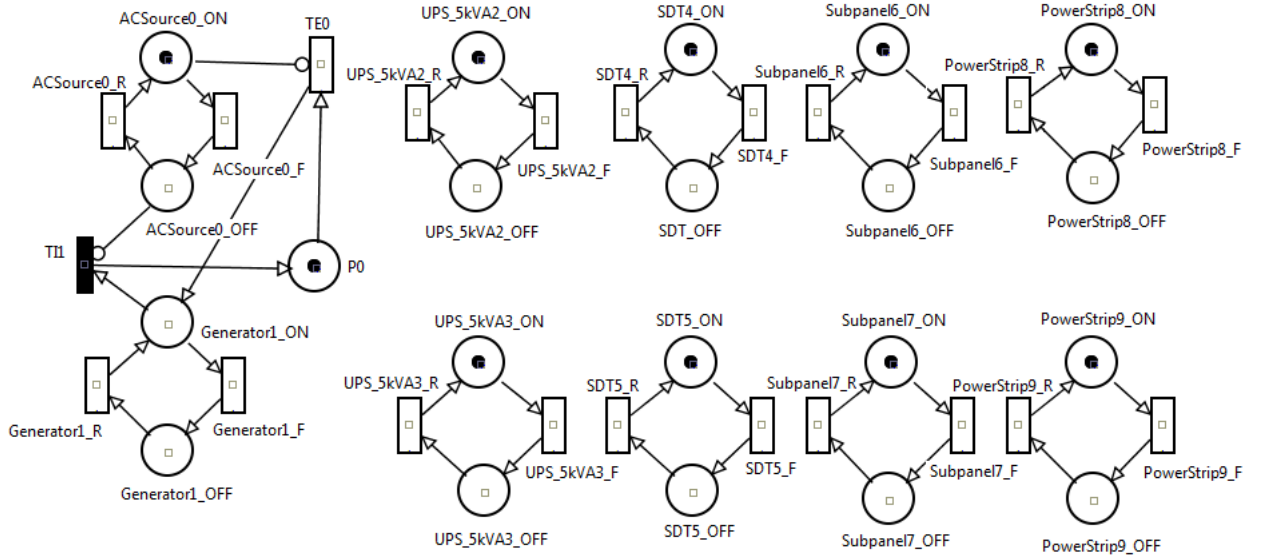 ACSource0_ON
TE0
ACSource0_R
ACSource0_F
ACSource0_OFF
TI1
P0
Generator1_ON
Generator1_R
Generator1_F
Generator1_OFF
UPS_5kVA2_ON
UPS_5kVA2_R
UPS_5kVA2_F
UPS_5kVA2_OFF
SDT4_ON
SDT4_R
SDT4_F
SDT_OFF
Subpanel6_ON
Subpanel6_R
Subpanel6_F
Subpanel6_OFF
PowerStrip8_ON
PowerStrip8_R
PowerStrip8_F
PowerStrip8_OFF
UPS_5kVA3_ON
UPS_5kVA3_R
UPS_5kVA3_F
UPS_5kVA3_OFF
SDT5_ON
SDT5_R
SDT5_F
SDT5_OFF
Subpanel7_ON
Subpanel7_R
Subpanel7_F
Subpanel7_OFF
PowerStrip9_ON
PowerStrip9_R
PowerStrip9_F
PowerStrip9_OFF